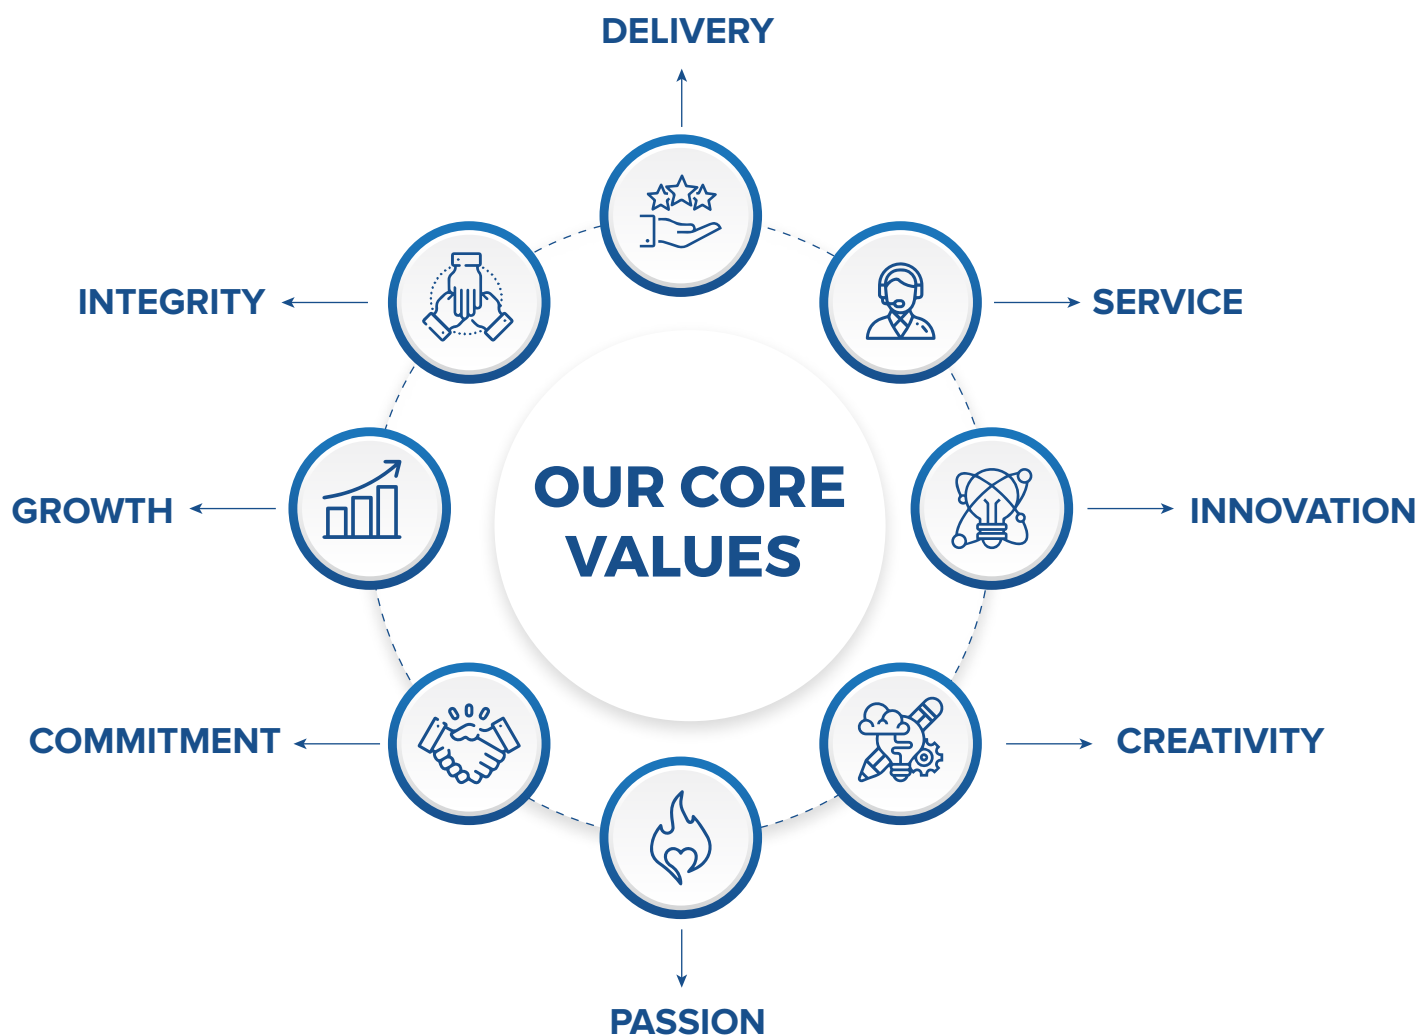 DELIVERY
INTEGRITY
SERVICE
OUR CORE
VALUES
GROWTH
INNOVATION
COMMITMENT
CREATIVITY
PASSION